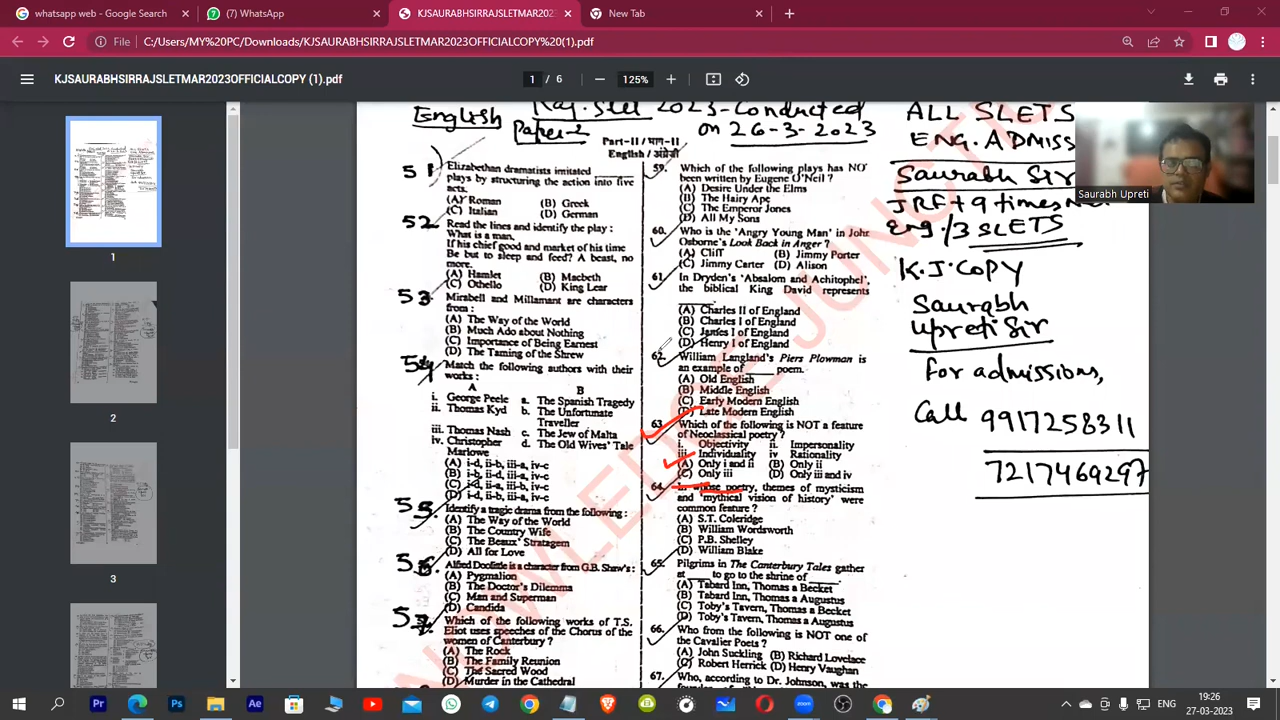 whatsapp web - Google Search
(7) WhatsApp
KJSAURABHSIRRAJSLETMAR2023
New Tab
File
C:/Users/MY%20PC/Downloads/KJSAURABHSIRRAJSLETMAR2023OFFICIALCOPY%20(1).pdf
KJSAURABHSIRRAJSLETMAR2023OFFICIALCOPY (1).pdf
1 / 6
125%
1
2
3
English
Raj. Slet 2023 - Conducted
Paper-2
on 26-3-2023
Part-II / भाग-II
English / अंग्रेजी
51
Elizabethan dramatists imitated ______
plays by structuring the action into five
acts.
(A) Roman (B) Greek
(C) Italian (D) German
52
Read the lines and identify the play :
What is a man,
If his chief good and market of his time
Be but to sleep and feed? A beast, no
more.
(A) Hamlet (B) Macbeth
(C) Othello (D) King Lear
53
Mirabell and Millamant are characters
from :
(A) The Way of the World
(B) Much Ado about Nothing
(C) Importance of Being Earnest
(D) The Taming of the Shrew
54
Match the following authors with their
works :
A B
i. George Peele a. The Spanish Tragedy
ii. Thomas Kyd b. The Unfortunate
Traveller
iii. Thomas Nash c. The Jew of Malta
iv. Christopher d. The Old Wives' Tale
Marlowe
(A) i-d, ii-b, iii-a, iv-c
(D) i-d, ii-a, iii-b, iv-c
55
Identify a tragic drama from the following :
(A) The Way of the World
(B) The Country Wife
(C) The Beaux' Stratagem
(D) All for Love
56.
Alfred Doolittle is a character from G.B. Shaw's :
(A) Pygmalion
(B) The Doctor's Dilemma
(C) Man and Superman
(D) Candida
57
Which of the following works of T.S.
Eliot uses speeches of the Chorus of the
women of Canterbury ?
(A) The Rock
(B) The Family Reunion
(C) The Sacred Wood
(D) Murder in the Cathedral
59. Which of the following plays has NOT
been written by Eugene O'Neil ?
(A) Desire Under the Elms
(B) The Hairy Ape
(C) The Emperor Jones
(D) All My Sons
60. Who is the 'Angry Young Man' in John
Osborne's Look Back in Anger ?
(A) Cliff (B) Jimmy Porter
(C) Jimmy Carter (D) Alison
61. In Dryden's 'Absalom and Achitophel',
the biblical King David represents
______
(A) Charles II of England
(B) Charles I of England
(C) James I of England
(D) Henry I of England
62. William Langland's Piers Plowman is
an example of ____ poem.
(A) Old English
(B) Middle English
(C) Early Modern English
(D) Late Modern English
63. Which of the following is NOT a feature
of Neoclassical poetry ?
i. Objectivity ii. Impersonality
iii. Individuality iv Rationality
(A) Only i and ii (B) Only ii
(C) Only iii (D) Only iii and iv
64. In whose poetry, themes of mysticism
and 'mythical vision of history' were
common feature ?
(A) S.T. Coleridge
(B) William Wordsworth
(C) P.B. Shelley
(D) William Blake
65. Pilgrims in The Canterbury Tales gather
at ____ to go to the shrine of ____.
(A) Tabard Inn, Thomas a Becket
(B) Tabard Inn, Thomas a Augustus
(C) Toby's Tavern, Thomas a Becket
(D) Toby's Tavern, Thomas a Augustus
66. Who from the following is NOT one of
the Cavalier Poets ?
(A) John Suckling (B) Richard Lovelace
(C) Robert Herrick (D) Henry Vaughan
67. Who, according to Dr. Johnson, was the
ALL SLETS
ENG. ADMISS
Saurabh Sir
JRF + 9 times
Eng./3 SLETS
K.J. COPY
Saurabh
Upreti Sir
for admissions,
Call 9917258311
7217469297
KNOWLEDGE JUNCTION
Saurabh Upreti
19:26
27-03-2023